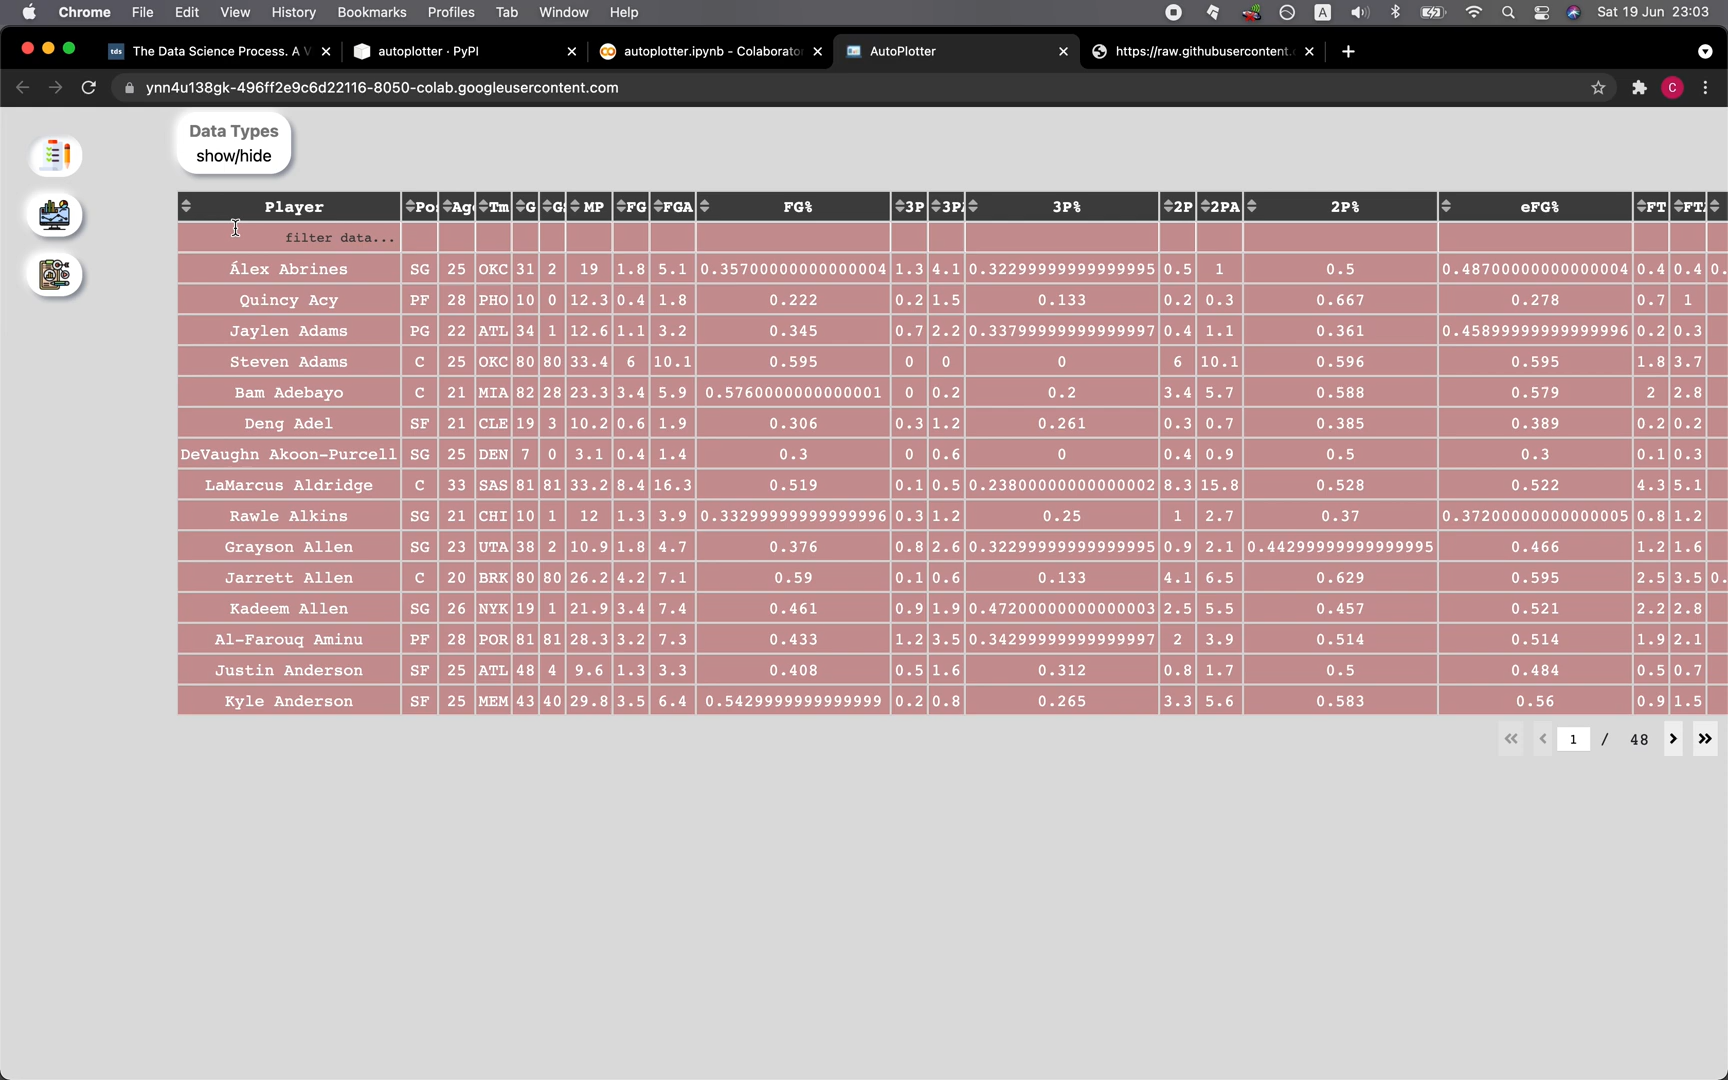 Chrome File Edit View History Bookmarks Profiles Tab Window Help A Sat 19 Jun 23:03
tds The Data Science Process. A V autoplotter · PyPI autoplotter.ipynb - Colaborato AutoPlotter https://raw.githubusercontent.
ynn4u138gk-496ff2e9c6d22116-8050-colab.googleusercontent.com C
Data Types
show/hide
Player Po Ag Tm G G MP FG FGA FG% 3P 3P 3P% 2P 2PA 2P% eFG% FT FT
filter data...
Álex Abrines SG 25 OKC 31 2 19 1.8 5.1 0.35700000000000004 1.3 4.1 0.32299999999999995 0.5 1 0.5 0.48700000000000004 0.4 0.4 0.
Quincy Acy PF 28 PHO 10 0 12.3 0.4 1.8 0.222 0.2 1.5 0.133 0.2 0.3 0.667 0.278 0.7 1
Jaylen Adams PG 22 ATL 34 1 12.6 1.1 3.2 0.345 0.7 2.2 0.33799999999999997 0.4 1.1 0.361 0.45899999999999996 0.2 0.3
Steven Adams C 25 OKC 80 80 33.4 6 10.1 0.595 0 0 0 6 10.1 0.596 0.595 1.8 3.7
Bam Adebayo C 21 MIA 82 28 23.3 3.4 5.9 0.5760000000000001 0 0.2 0.2 3.4 5.7 0.588 0.579 2 2.8
Deng Adel SF 21 CLE 19 3 10.2 0.6 1.9 0.306 0.3 1.2 0.261 0.3 0.7 0.385 0.389 0.2 0.2
DeVaughn Akoon-Purcell SG 25 DEN 7 0 3.1 0.4 1.4 0.3 0 0.6 0 0.4 0.9 0.5 0.3 0.1 0.3
LaMarcus Aldridge C 33 SAS 81 81 33.2 8.4 16.3 0.519 0.1 0.5 0.23800000000000002 8.3 15.8 0.528 0.522 4.3 5.1
Rawle Alkins SG 21 CHI 10 1 12 1.3 3.9 0.33299999999999996 0.3 1.2 0.25 1 2.7 0.37 0.37200000000000005 0.8 1.2
Grayson Allen SG 23 UTA 38 2 10.9 1.8 4.7 0.376 0.8 2.6 0.32299999999999995 0.9 2.1 0.44299999999999995 0.466 1.2 1.6
Jarrett Allen C 20 BRK 80 80 26.2 4.2 7.1 0.59 0.1 0.6 0.133 4.1 6.5 0.629 0.595 2.5 3.5 0.
Kadeem Allen SG 26 NYK 19 1 21.9 3.4 7.4 0.461 0.9 1.9 0.47200000000000003 2.5 5.5 0.457 0.521 2.2 2.8
Al-Farouq Aminu PF 28 POR 81 81 28.3 3.2 7.3 0.433 1.2 3.5 0.34299999999999997 2 3.9 0.514 0.514 1.9 2.1
Justin Anderson SF 25 ATL 48 4 9.6 1.3 3.3 0.408 0.5 1.6 0.312 0.8 1.7 0.5 0.484 0.5 0.7
Kyle Anderson SF 25 MEM 43 40 29.8 3.5 6.4 0.5429999999999999 0.2 0.8 0.265 3.3 5.6 0.583 0.56 0.9 1.5
1 / 48